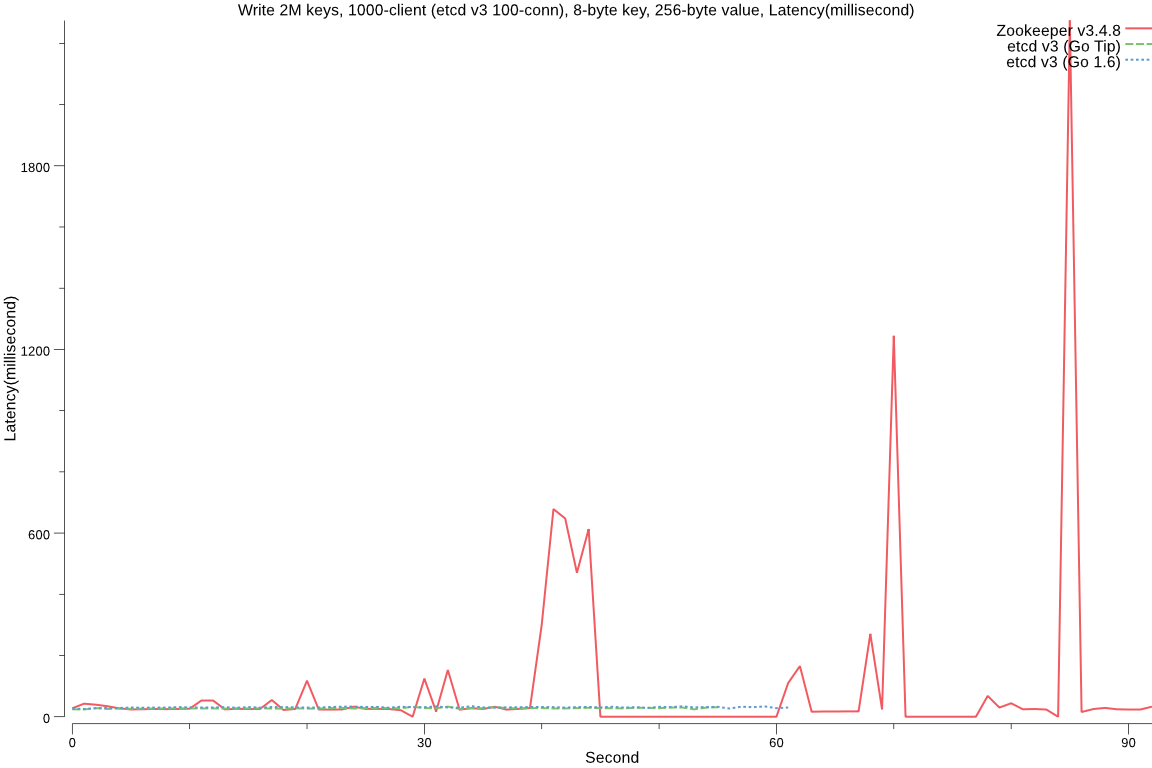 Write 2M keys, 1000-client (etcd v3 100-conn), 8-byte key, 256-byte value, Latency(millisecond)
Zookeeper v3.4.8
etcd v3 (Go Tip)
etcd v3 (Go 1.6)
Latency(millisecond)
1800
1200
600
0
0 30 60 90
Second